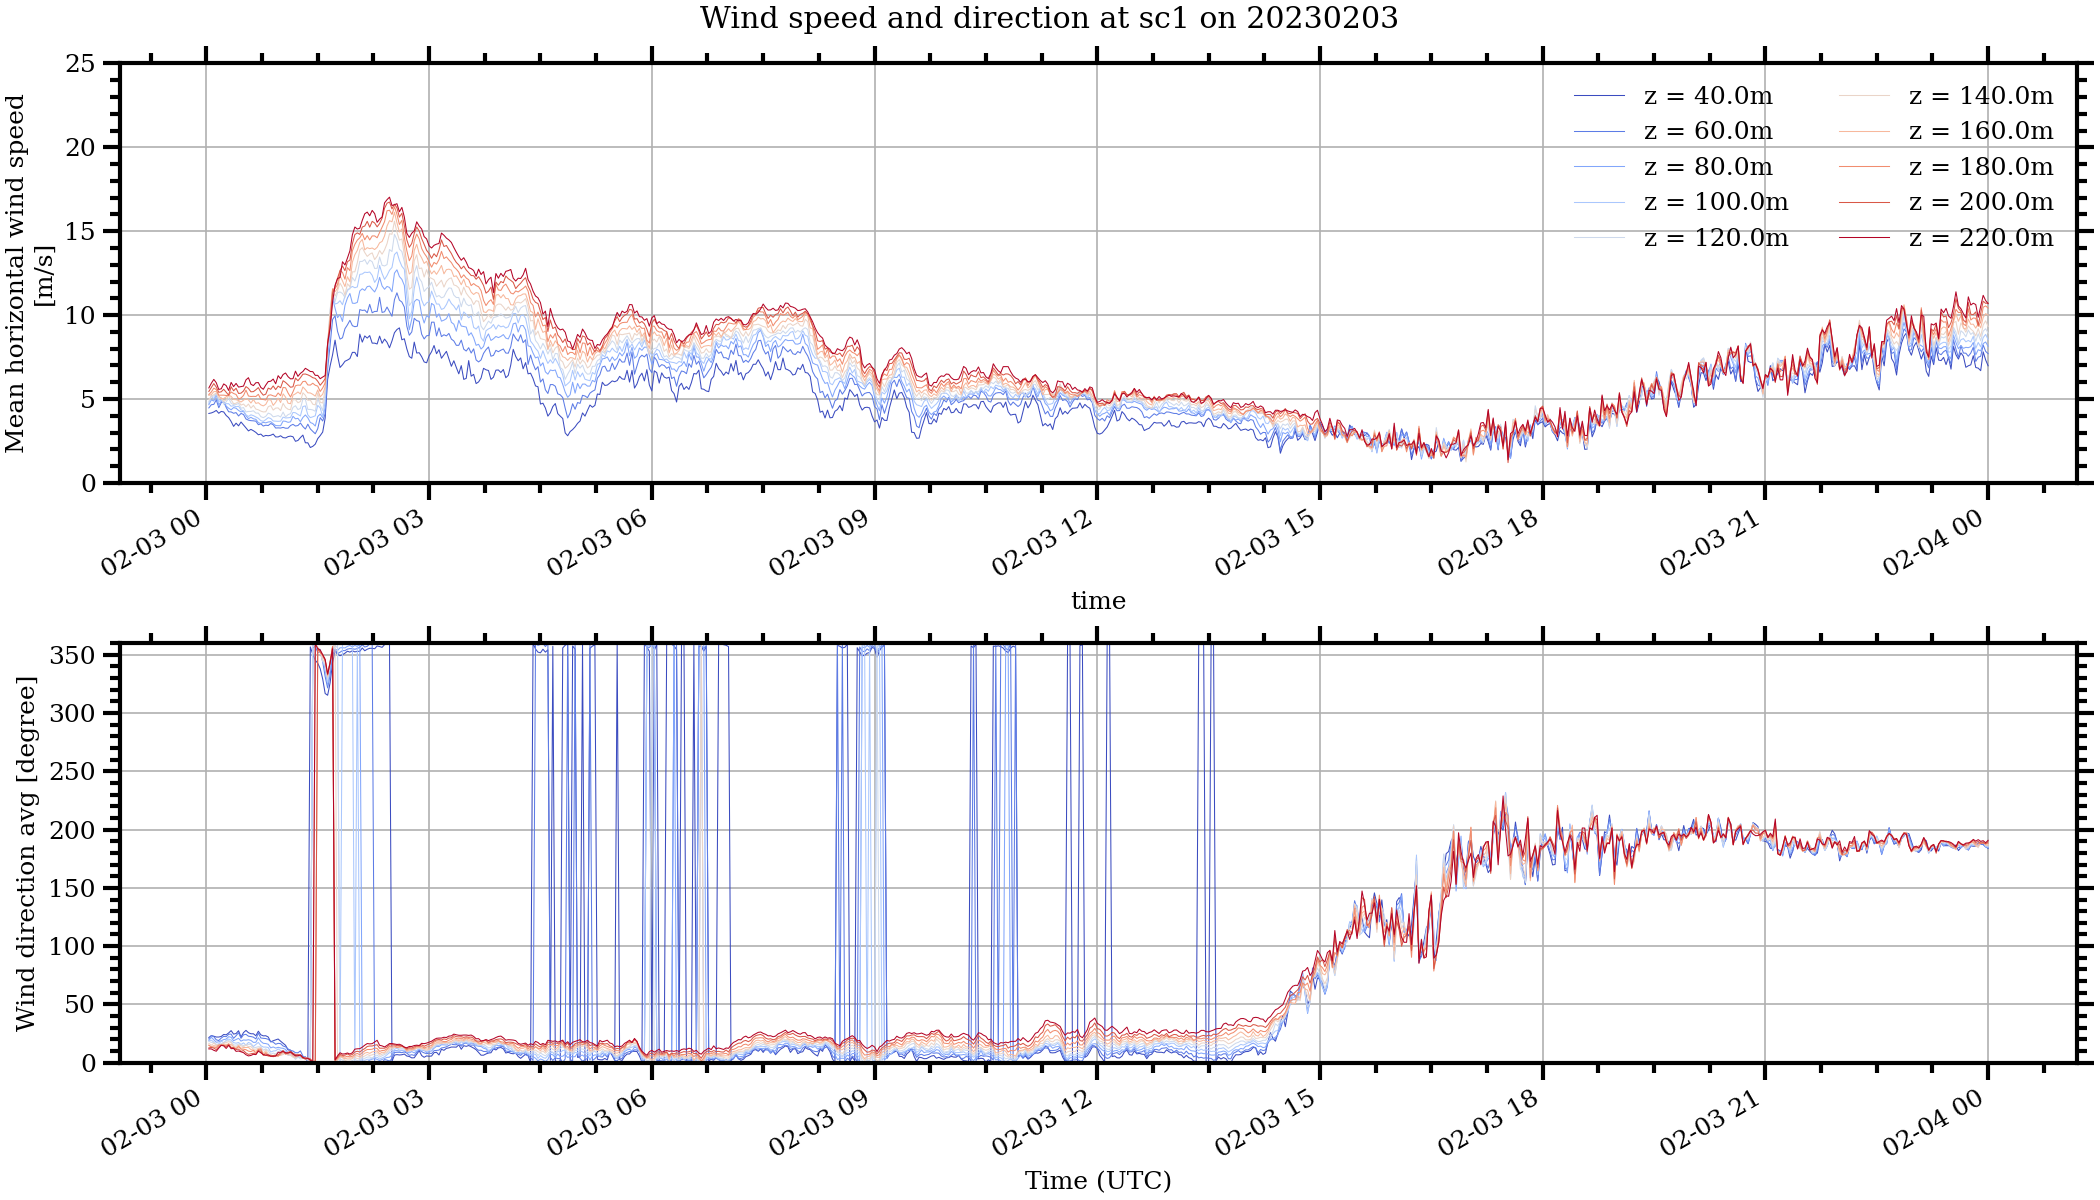 Wind speed and direction at sc1 on 20230203
Mean horizontal wind speed
[m/s]
25
20
15
10
5
0
z = 40.0m
z = 60.0m
z = 80.0m
z = 100.0m
z = 120.0m
z = 140.0m
z = 160.0m
z = 180.0m
z = 200.0m
z = 220.0m
02-03 00
02-03 03
02-03 06
02-03 09
02-03 12
02-03 15
02-03 18
02-03 21
02-04 00
time
Wind direction avg [degree]
350
300
250
200
150
100
50
0
02-03 00
02-03 03
02-03 06
02-03 09
02-03 12
02-03 15
02-03 18
02-03 21
02-04 00
Time (UTC)